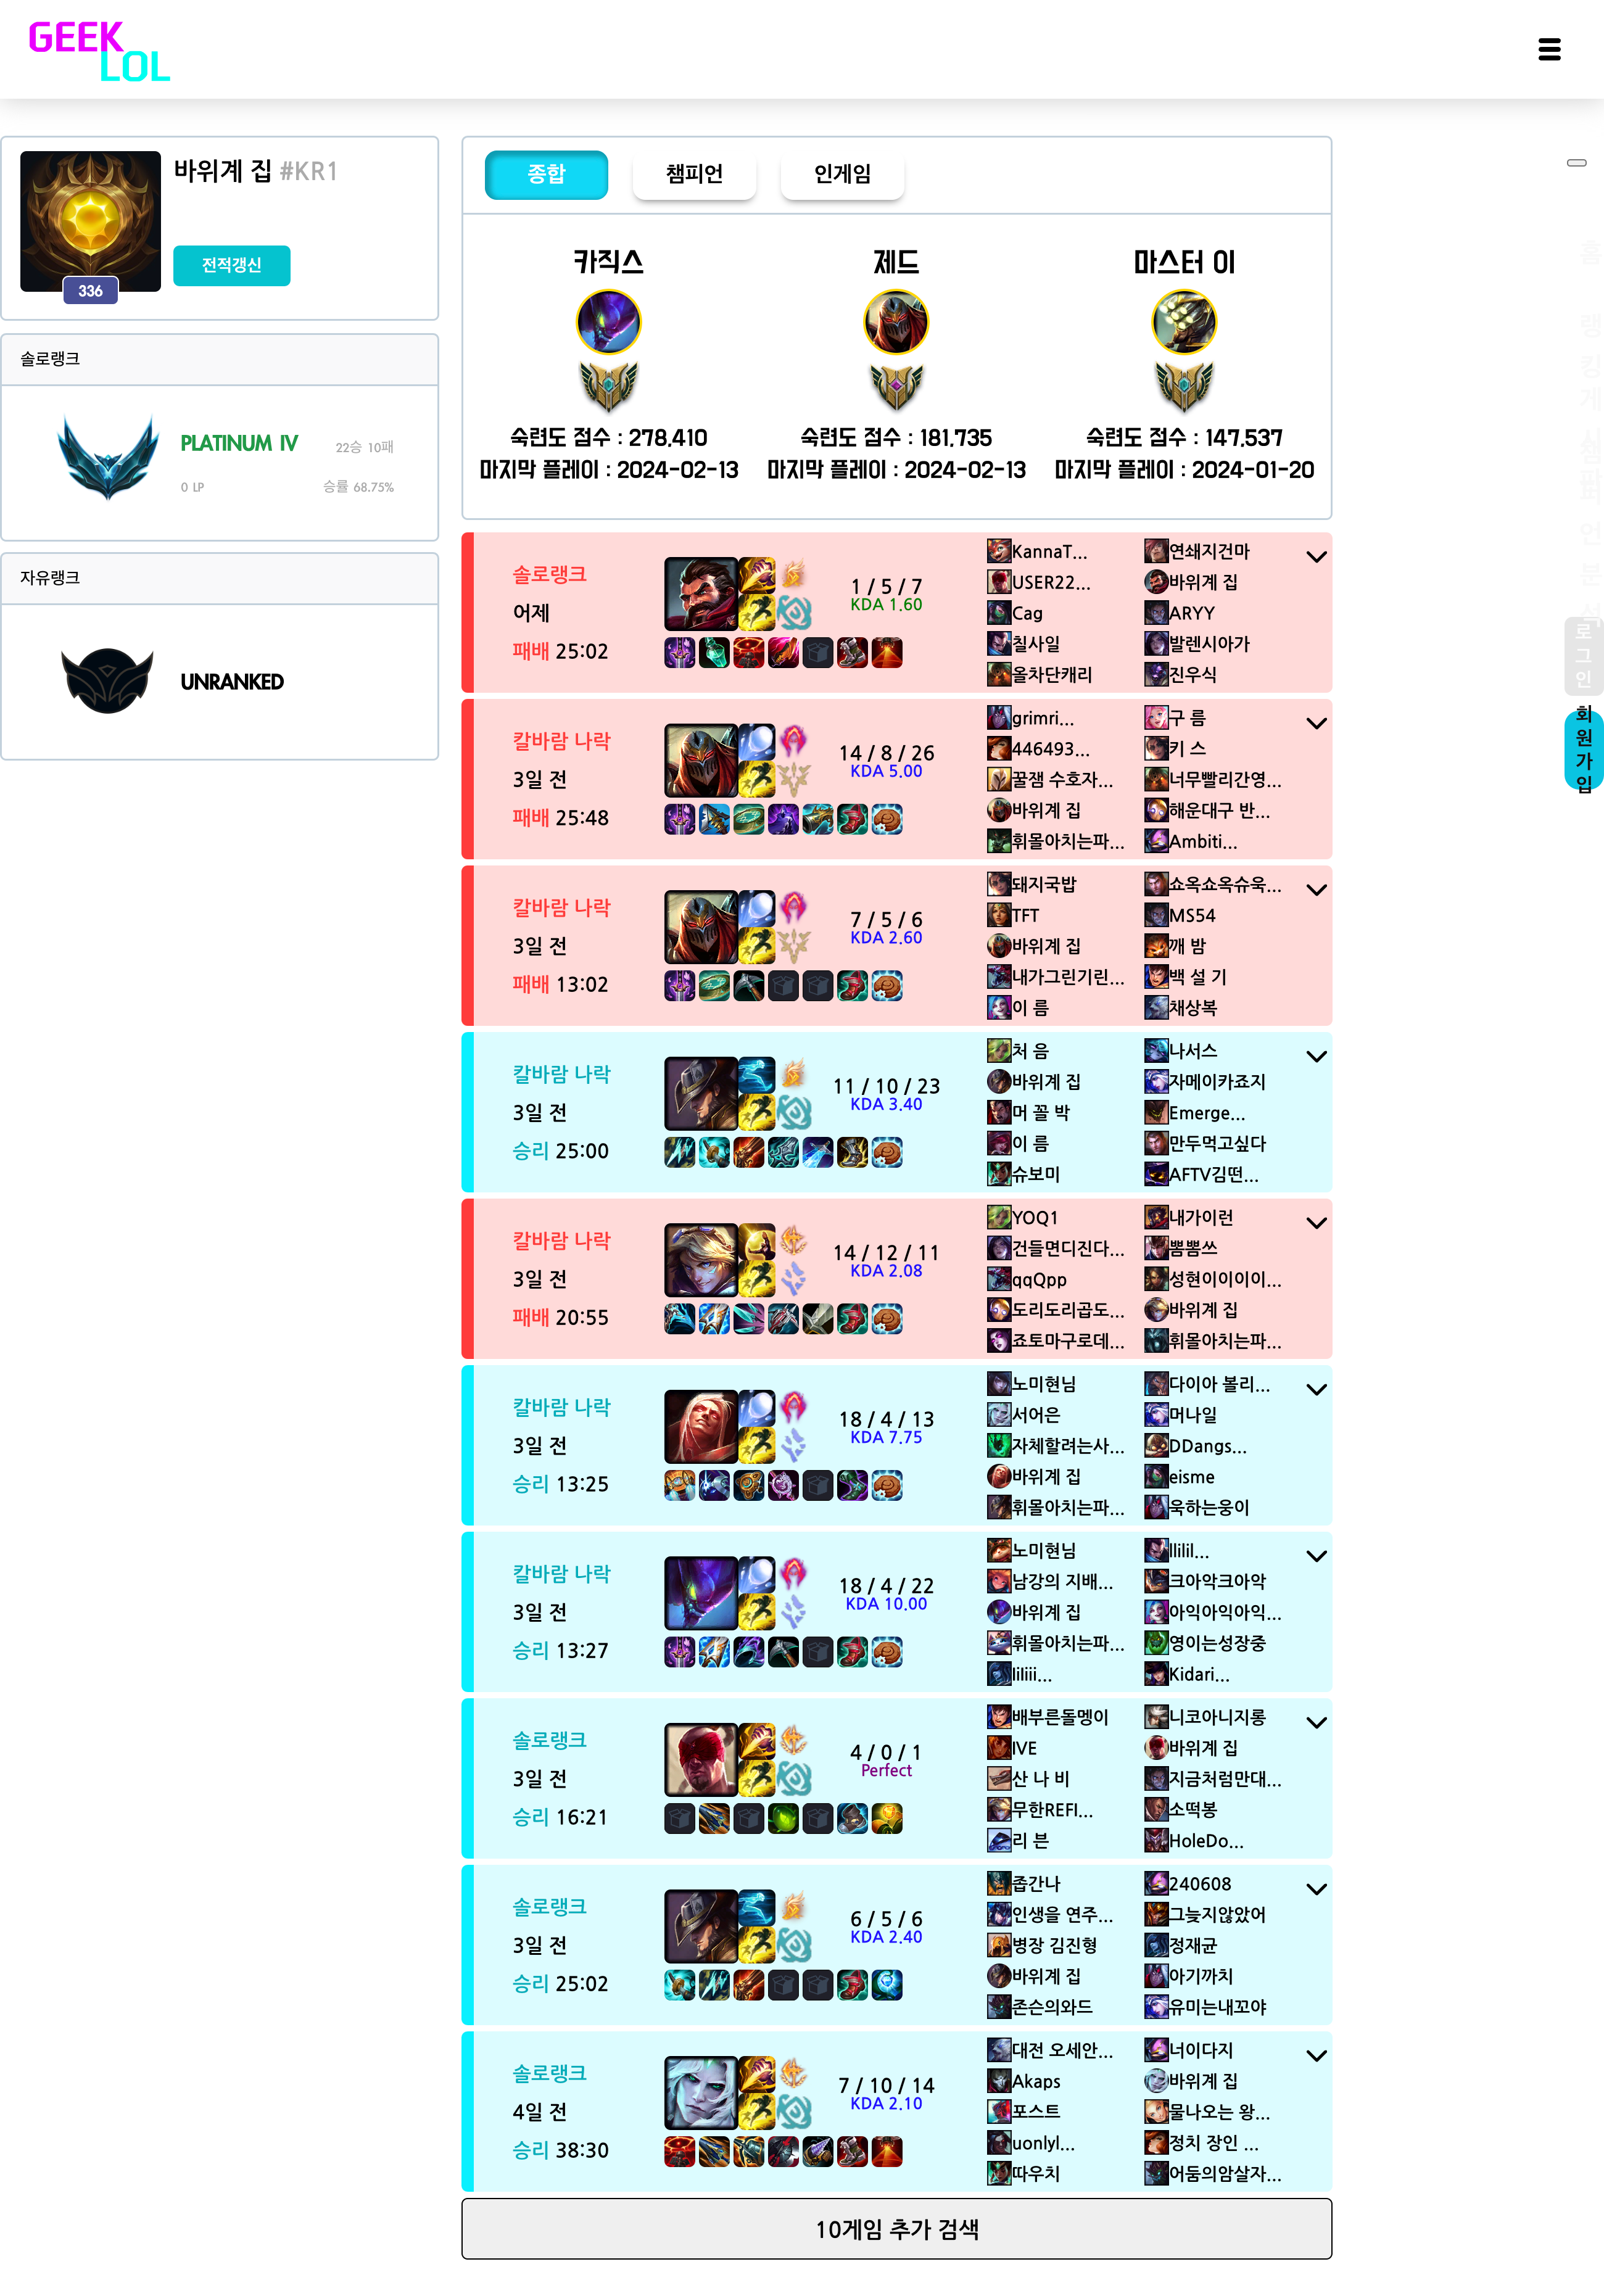 GEEK
LOL
바위계 집 #KR1
전적갱신
336
솔로랭크
PLATINUM IV
22승 10패
0 LP
승률 68.75%
자유랭크
UNRANKED
종합
챔피언
인게임
카직스
제드
마스터 이
숙련도 점수 : 278,410
숙련도 점수 : 181,735
숙련도 점수 : 147,537
마지막 플레이 : 2024-02-13
마지막 플레이 : 2024-02-13
마지막 플레이 : 2024-01-20
솔로랭크
어제
패배 25:02
1 / 5 / 7
KDA 1.60
KannaT...
USER22...
Cag
칠사일
올차단캐리
연쇄지건마
바위계 집
ARYY
발렌시아가
진우식
칼바람 나락
3일 전
패배 25:48
14 / 8 / 26
KDA 5.00
grimri...
446493...
꿀잼 수호자...
바위계 집
휘몰아치는파...
구 름
키 스
너무빨리간영...
해운대구 반...
Ambiti...
칼바람 나락
3일 전
패배 13:02
7 / 5 / 6
KDA 2.60
돼지국밥
TFT
바위계 집
내가그린기린...
이 름
쇼옥쇼옥슈욱...
MS54
깨 밤
백 설 기
채상복
칼바람 나락
3일 전
승리 25:00
11 / 10 / 23
KDA 3.40
처 음
바위계 집
머 꼴 박
이 름
슈보미
나서스
자메이카죠지
Emerge...
만두먹고싶다
AFTV김떤...
칼바람 나락
3일 전
패배 20:55
14 / 12 / 11
KDA 2.08
YOQ1
건들면디진다...
qqQpp
도리도리곱도...
죠토마구로데...
내가이런
뽐뽐쓰
성현이이이이...
바위계 집
휘몰아치는파...
칼바람 나락
3일 전
승리 13:25
18 / 4 / 13
KDA 7.75
노미현님
서어은
자체할려는사...
바위계 집
휘몰아치는파...
다이아 볼리...
머나일
DDangs...
eisme
욱하는웅이
칼바람 나락
3일 전
승리 13:27
18 / 4 / 22
KDA 10.00
노미현님
남강의 지배...
바위계 집
휘몰아치는파...
liliii...
llilil...
크아악크아악
아익아익아익...
영이는성장중
Kidari...
솔로랭크
3일 전
승리 16:21
4 / 0 / 1
Perfect
배부른돌멩이
IVE
산 나 비
무한REFI...
리 븐
니코아니지롱
바위계 집
지금처럼만대...
소떡봉
HoleDo...
솔로랭크
3일 전
승리 25:02
6 / 5 / 6
KDA 2.40
좁간나
인생을 연주...
병장 김진형
바위계 집
존슨의와드
240608
그늦지않았어
정재균
아기까치
유미는내꼬야
솔로랭크
4일 전
승리 38:30
7 / 10 / 14
KDA 2.10
대전 오세안...
Akaps
포스트
uonlyl...
따우치
너이다지
바위계 집
물나오는 왕...
정치 장인 ...
어둠의암살자...
10게임 추가 검색
홈
랭
킹
로
그
인
회
원
가
입